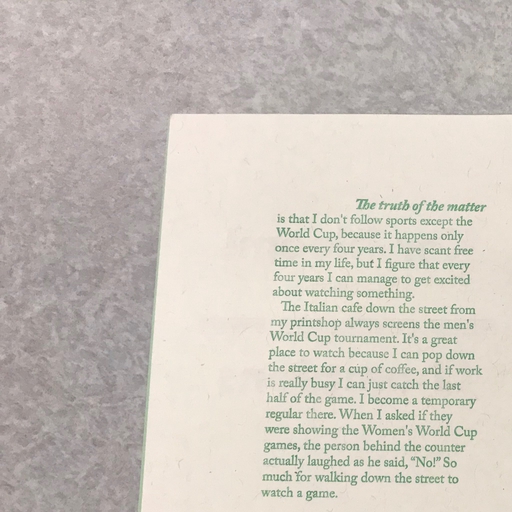 The truth of the matter
is that I don't follow sports except the
World Cup, because it happens only
once every four years. I have scant free
time in my life, but I figure that every
four years I can manage to get excited
about watching something.
The Italian cafe down the street from
my printshop always screens the men's
World Cup tournament. It's a great
place to watch because I can pop down
the street for a cup of coffee, and if work
is really busy I can just catch the last
half of the game. I become a temporary
regular there. When I asked if they
were showing the Women's World Cup
games, the person behind the counter
actually laughed as he said, "No!" So
much for walking down the street to
watch a game.